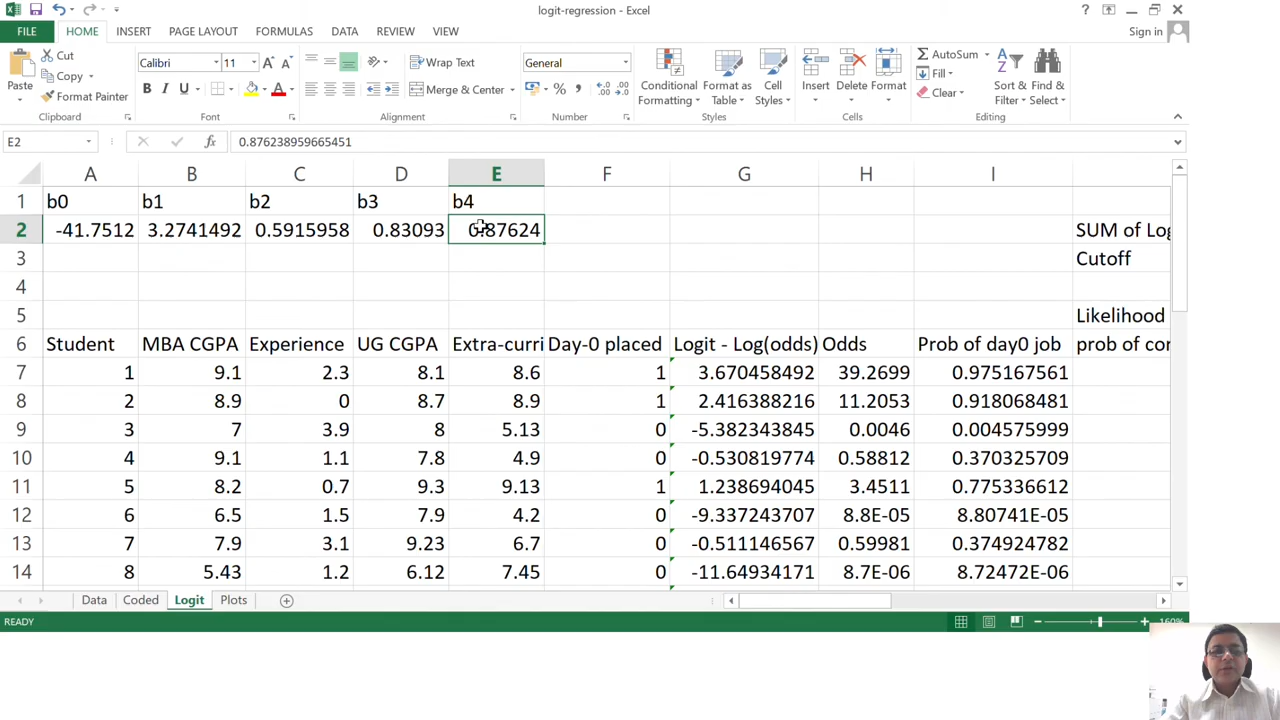 logit-regression - Excel
?
Sign in
FILE HOME INSERT PAGE LAYOUT FORMULAS DATA REVIEW VIEW
Paste
Cut
Copy
Format Painter
Clipboard
Calibri 11
A A
B I U A
Font
Wrap Text
Merge & Center
Alignment
General
$ % ,
Number
Conditional Formatting
Format as Table
Cell Styles
Styles
Insert Delete Format
Cells
AutoSum
Fill
Clear
Sort & Filter
Find & Select
Editing
E2 fx 0.876238959665451
A B C D E F G H I
1 b0 b1 b2 b3 b4
2 -41.7512 3.2741492 0.5915958 0.83093 0.87624 SUM of Log
3 Cutoff
4
5 Likelihood
6 Student MBA CGPA Experience UG CGPA Extra-curri Day-0 placed Logit - Log(odds) Odds Prob of day0 job prob of cor
7 1 9.1 2.3 8.1 8.6 1 3.670458492 39.2699 0.975167561
8 2 8.9 0 8.7 8.9 1 2.416388216 11.2053 0.918068481
9 3 7 3.9 8 5.13 0 -5.382343845 0.0046 0.004575999
10 4 9.1 1.1 7.8 4.9 0 -0.530819774 0.58812 0.370325709
11 5 8.2 0.7 9.3 9.13 1 1.238694045 3.4511 0.775336612
12 6 6.5 1.5 7.9 4.2 0 -9.337243707 8.8E-05 8.80741E-05
13 7 7.9 3.1 9.23 6.7 0 -0.511146567 0.59981 0.374924782
14 8 5.43 1.2 6.12 7.45 0 -11.64934171 8.7E-06 8.72472E-06
Data Coded Logit Plots
READY
160%